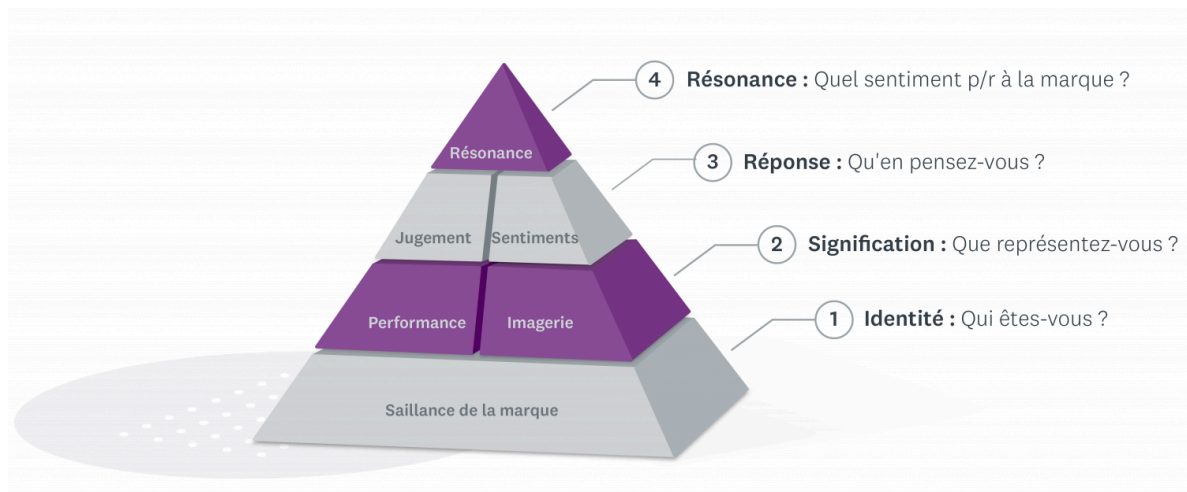 4 Résonance : Quel sentiment p/r à la marque ?
Résonance
3 Réponse : Qu'en pensez-vous ?
Jugement Sentiments
2 Signification : Que représentez-vous ?
Performance Imagerie
1 Identité : Qui êtes-vous ?
Saillance de la marque